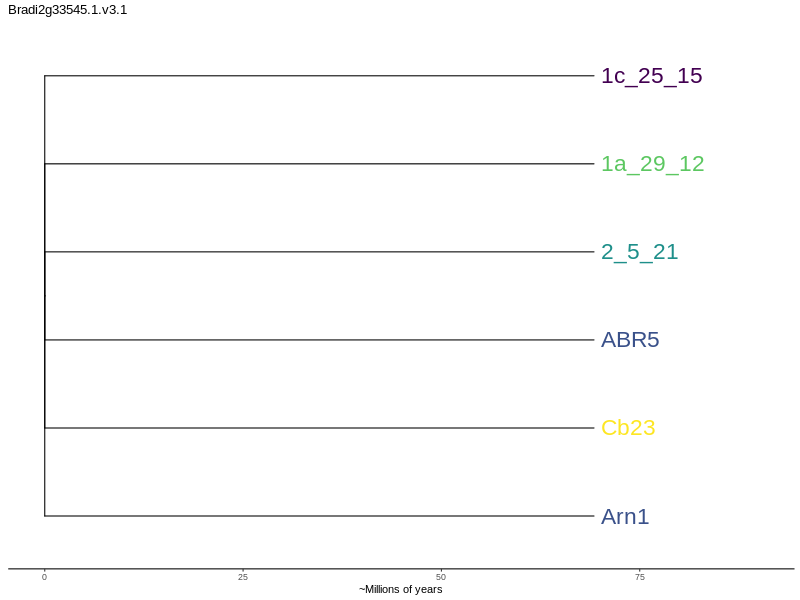 Bradi2g33545.1.v3.1
1c_25_15
1a_29_12
2_5_21
ABR5
Cb23
Arn1
0 25 50 75
~Millions of years